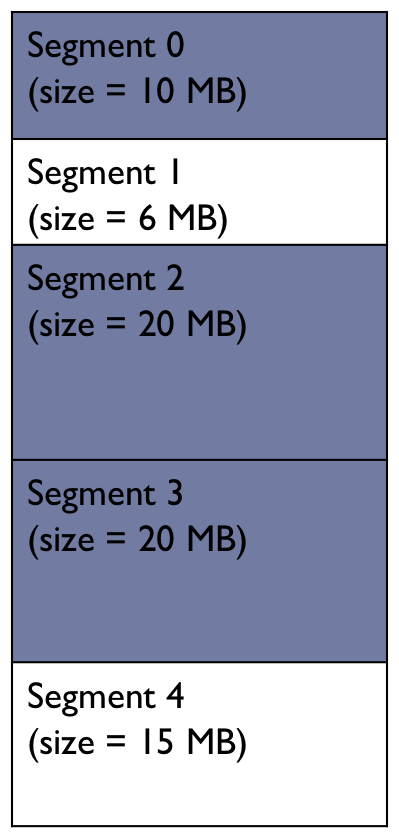 Segment 0
(size = 10 MB)
Segment 1
(size = 6 MB)
Segment 2
(size = 20 MB)
Segment 3
(size = 20 MB)
Segment 4
(size = 15 MB)